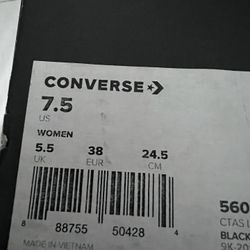 CONVERSE
7.5
US
WOMEN
5.5 38 24.5
UK EUR CM
560
CTAS
BLACK
9K
8 88755 50428
MADE IN VIETNAM